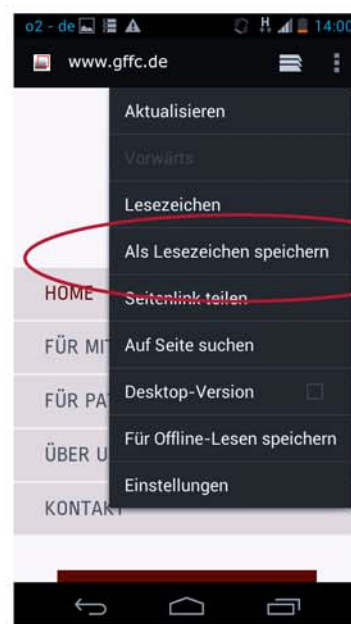 o2 - de H 14:00
www.gffc.de
Aktualisieren
Vorwärts
Lesezeichen
Als Lesezeichen speichern
HOME
Seitenlink teilen
FÜR MIT
Auf Seite suchen
FÜR PA
Desktop-Version
ÜBER U
Für Offline-Lesen speichern
Einstellungen
KONTAKT